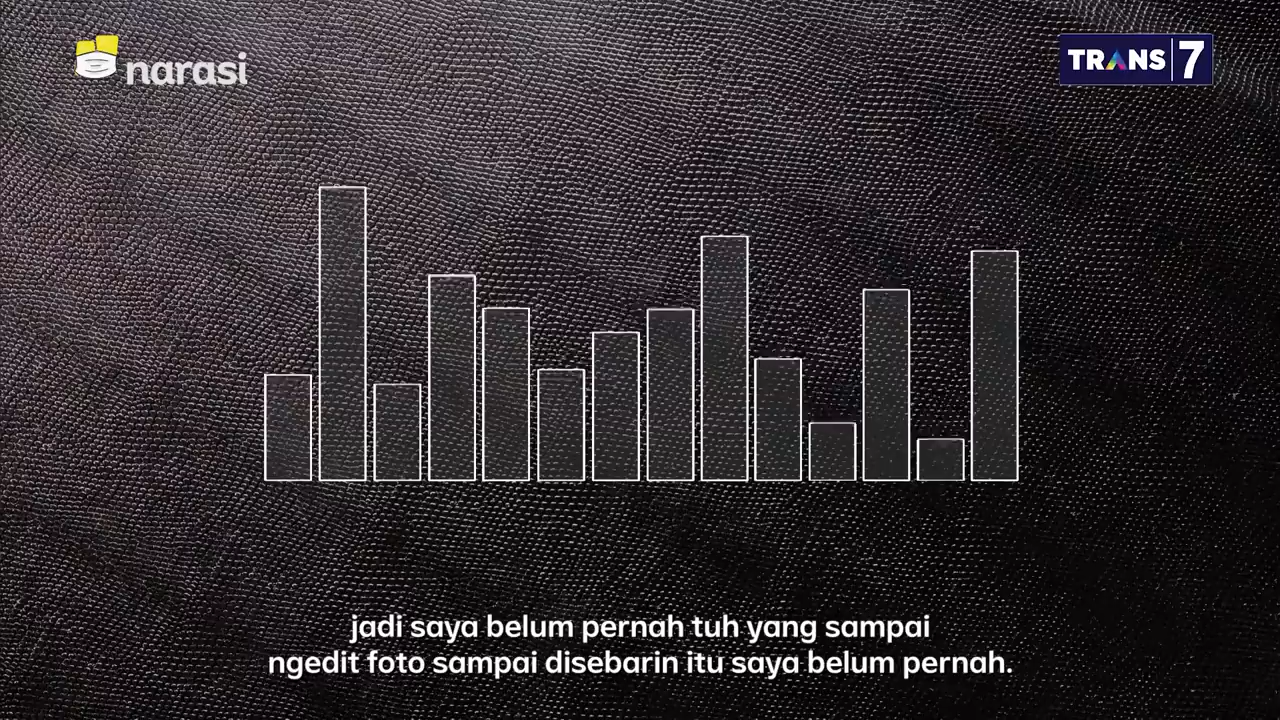 narasi
TRANS 7
jadi saya belum pernah tuh yang sampai
ngedit foto sampai disebarin itu saya belum pernah.